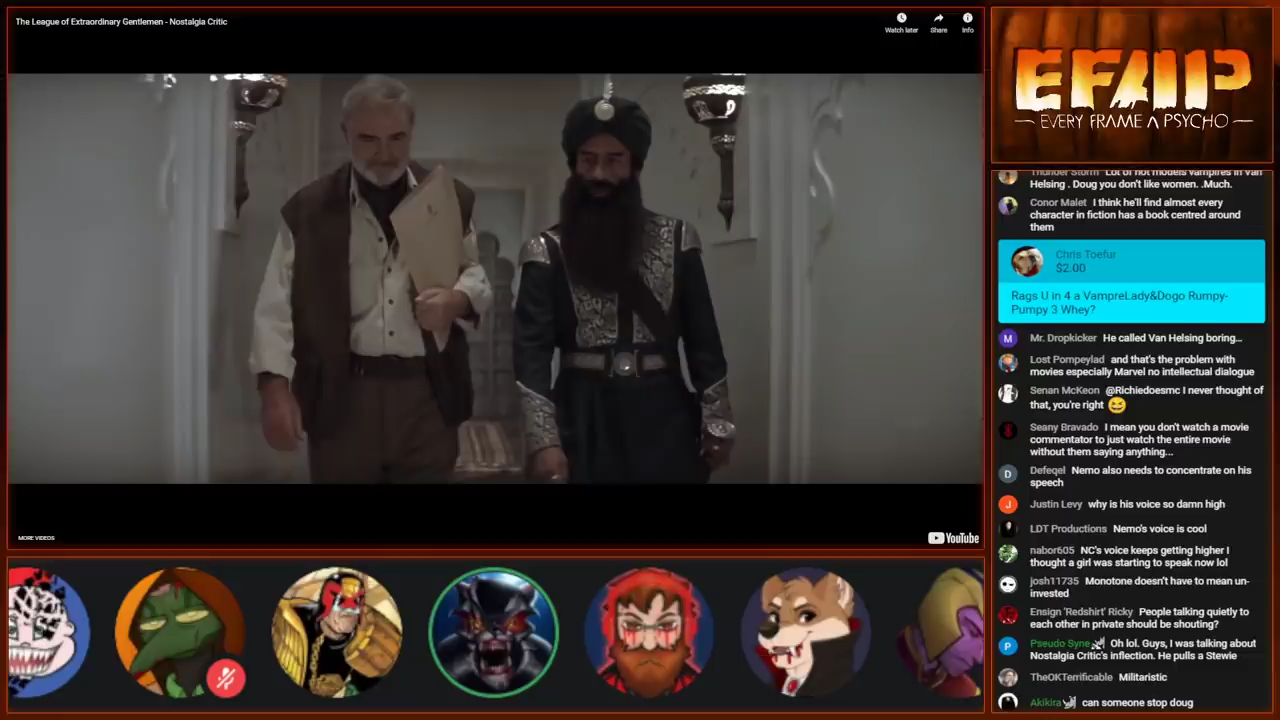 The League of Extraordinary Gentlemen - Nostalgia Critic
Watch later
Share
Info
MORE VIDEOS
YouTube
EFAP
EVERY FRAME A PSYCHO
Thunder Storm Lot of hot models vampires in Van
Helsing . Doug you don't like women. .Much.
Conor Malet I think he'll find almost every
character in fiction has a book centred around
them
Chris Toefur
$2.00
Rags U in 4 a VampreLady&Dogo Rumpy-
Pumpy 3 Whey?
M
Mr. Dropkicker He called Van Helsing boring...
Lost Pompeylad and that's the problem with
movies especially Marvel no intellectual dialogue
Senan McKeon @Richiedoesmc I never thought of
that, you're right 😆
Seany Bravado I mean you don't watch a movie
commentator to just watch the entire movie
without them saying anything...
D
Defeqel Nemo also needs to concentrate on his
speech
J
Justin Levy why is his voice so damn high
LDT Productions Nemo's voice is cool
nabor605 NC's voice keeps getting higher I
thought a girl was starting to speak now lol
josh11735 Monotone doesn't have to mean un-
invested
Ensign 'Redshirt' Ricky People talking quietly to
each other in private should be shouting?
P
Pseudo Syne Oh lol. Guys, I was talking about
Nostalgia Critic's inflection. He pulls a Stewie
TheOKTerrificable Militaristic
Akikira can someone stop doug